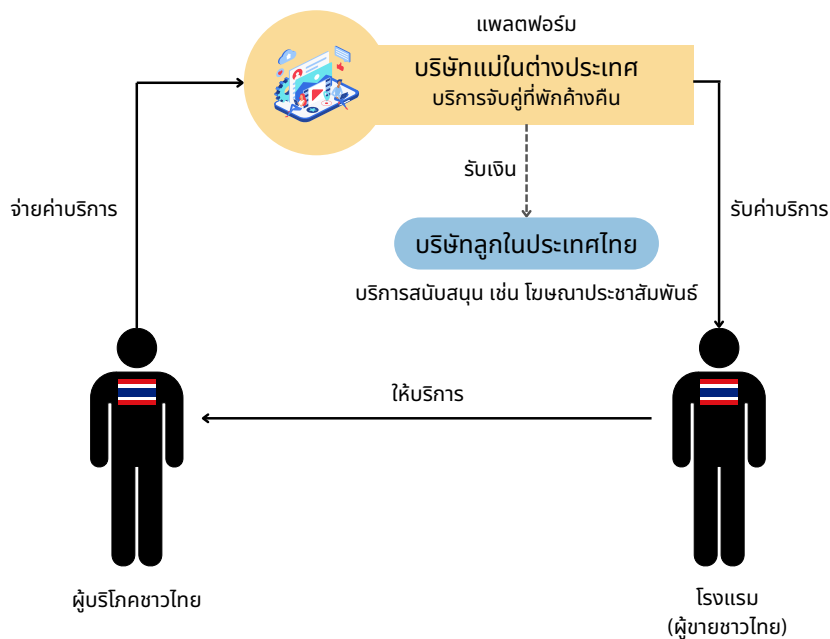 แพลตฟอร์ม
บริษัทแม่ในต่างประเทศ
บริการจับคู่ที่พักค้างคืน
รับเงิน
จ่ายค่าบริการ
รับค่าบริการ
บริษัทลูกในประเทศไทย
บริการสนับสนุน เช่น โฆษณาประชาสัมพันธ์
ให้บริการ
ผู้บริโภคชาวไทย
โรงแรม
(ผู้ขายชาวไทย)